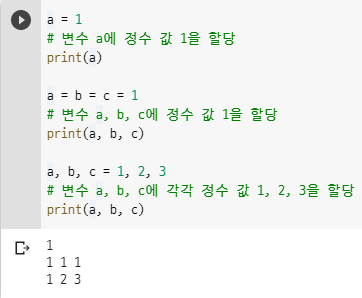 a = 1
# 변수 a에 정수 값 1을 할당
print(a)

a = b = c = 1
# 변수 a, b, c에 정수 값 1을 할당
print(a, b, c)

a, b, c = 1, 2, 3
# 변수 a, b, c에 각각 정수 값 1, 2, 3을 할당
print(a, b, c)

1
1 1 1
1 2 3